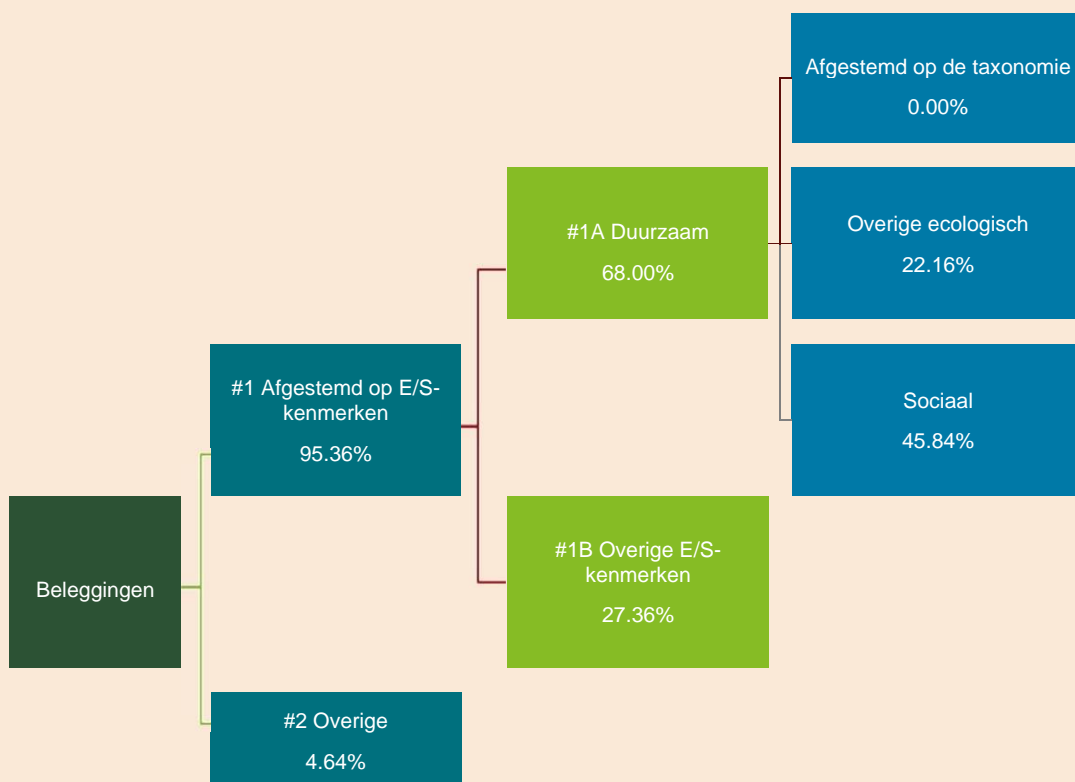 Afgestemd op de taxonomie
0.00%
#1A Duurzaam
68.00%
Overige ecologisch
22.16%
#1 Afgestemd op E/S-
kenmerken
95.36%
Sociaal
45.84%
Beleggingen
#1B Overige E/S-
kenmerken
27.36%
#2 Overige
4.64%